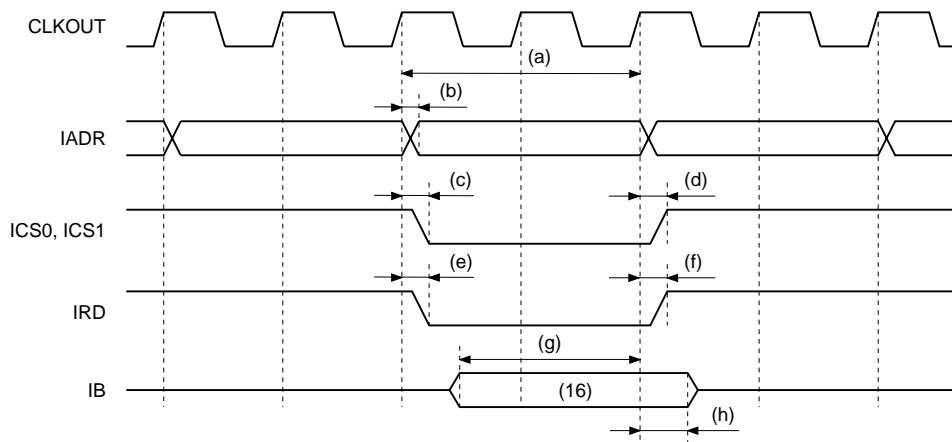 CLKOUT
(a)
(b)
IADR
(c)
(d)
ICS0, ICS1
(e)
(f)
IRD
(g)
IB
(16)
(h)